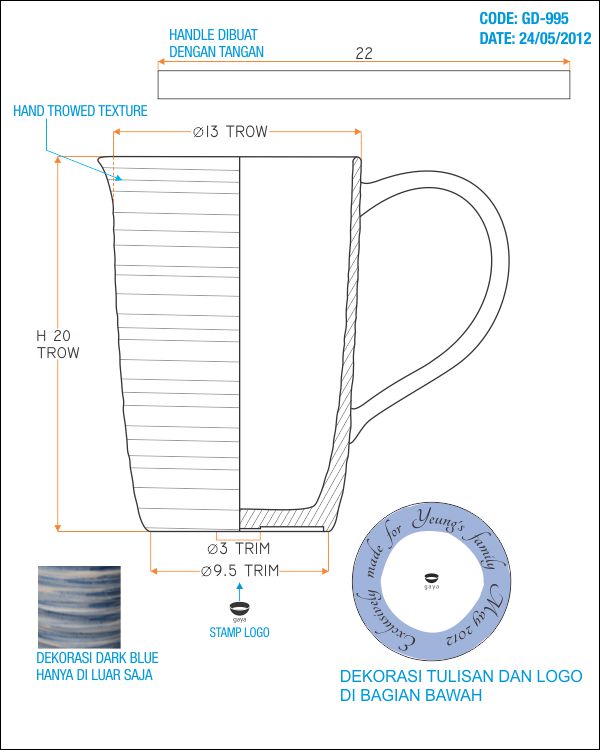 CODE: GD-995
DATE: 24/05/2012
HANDLE DIBUAT
DENGAN TANGAN
22
HAND TROWED TEXTURE
Ø13 TROW
H 20
TROW
Ø3 TRIM
Ø9.5 TRIM
gaya
STAMP LOGO
Exclusively made for Yeung's family May 2012
gaya
DEKORASI DARK BLUE
HANYA DI LUAR SAJA
DEKORASI TULISAN DAN LOGO
DI BAGIAN BAWAH